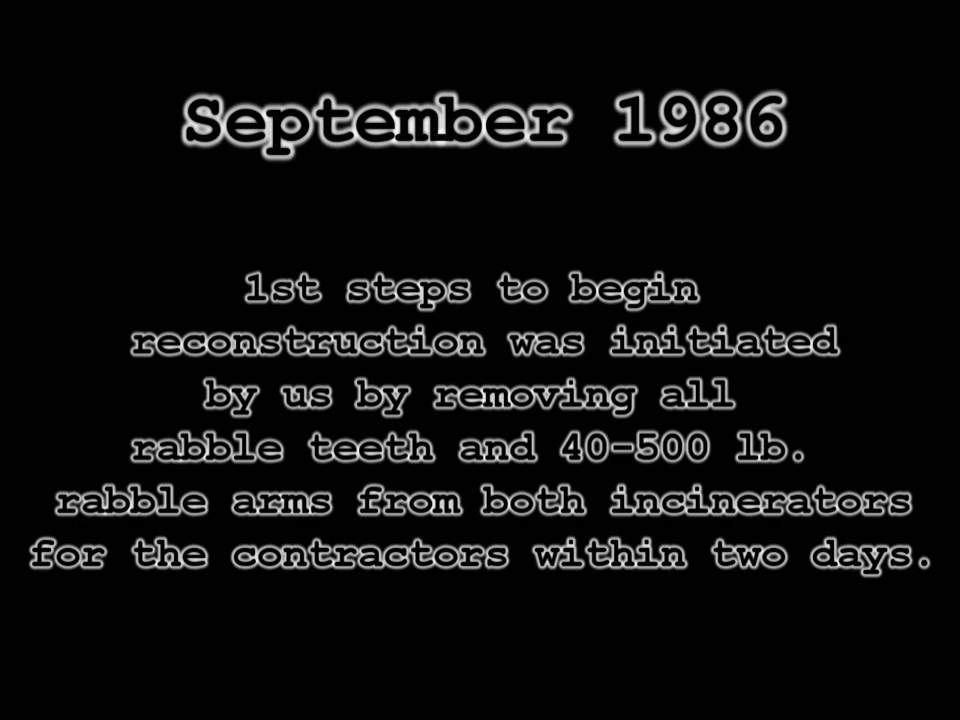 September 1986
1st steps to begin
reconstruction was initiated
by us by removing all
rabble teeth and 40-500 lb.
rabble arms from both incinerators
for the contractors within two days.